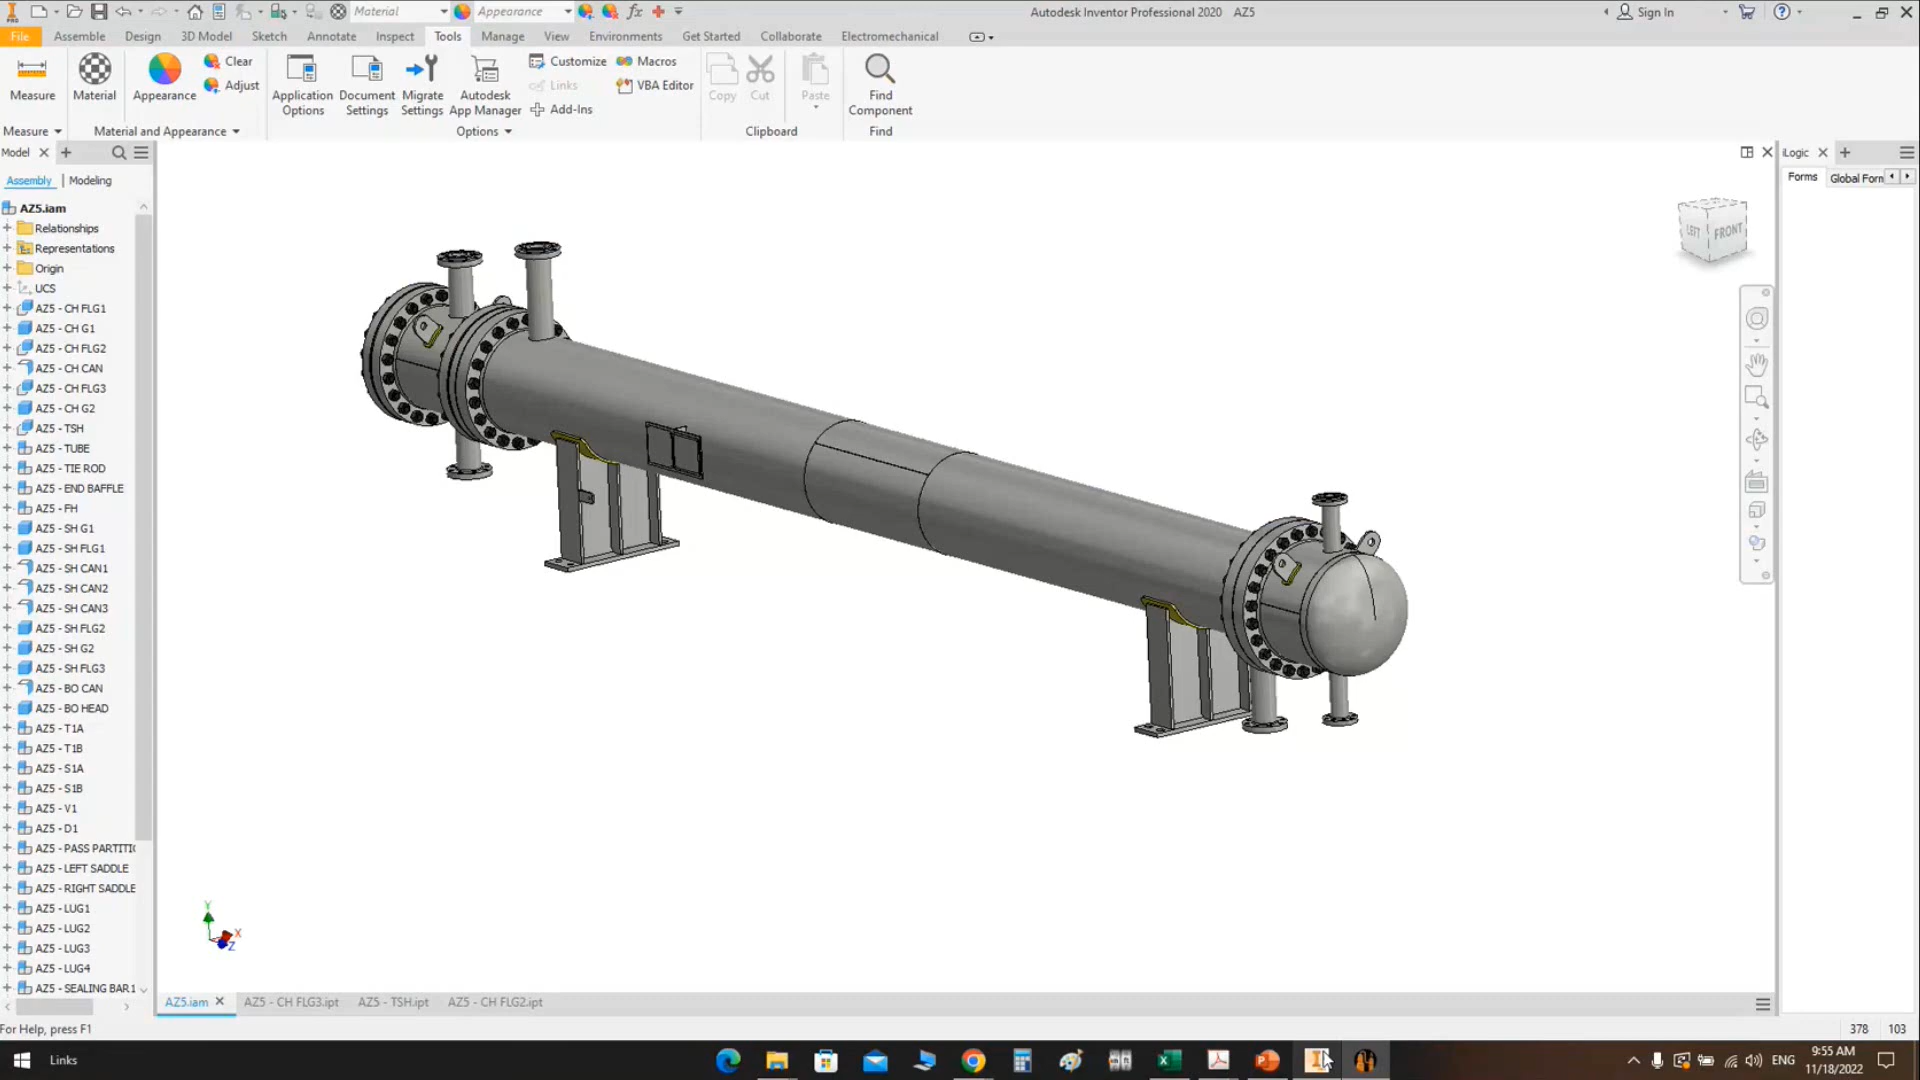 PRO
Material
Appearance
fx
Autodesk Inventor Professional 2020 AZ5
Sign In
File
Assemble
Design
3D Model
Sketch
Annotate
Inspect
Tools
Manage
View
Environments
Get Started
Collaborate
Electromechanical
Measure
Material
Appearance
Clear
Adjust
Application Options
Document Settings
Migrate Settings
Autodesk App Manager
Customize
Links
Add-Ins
Macros
VBA Editor
Copy
Cut
Paste
Find Component
Measure
Material and Appearance
Options
Clipboard
Find
Model
Assembly | Modeling
AZ5.iam
Relationships
Representations
Origin
UCS
AZ5 - CH FLG1
AZ5 - CH G1
AZ5 - CH FLG2
AZ5 - CH CAN
AZ5 - CH FLG3
AZ5 - CH G2
AZ5 - TSH
AZ5 - TUBE
AZ5 - TIE ROD
AZ5 - END BAFFLE
AZ5 - FH
AZ5 - SH G1
AZ5 - SH FLG1
AZ5 - SH CAN1
AZ5 - SH CAN2
AZ5 - SH CAN3
AZ5 - SH FLG2
AZ5 - SH G2
AZ5 - SH FLG3
AZ5 - BO CAN
AZ5 - BO HEAD
AZ5 - T1A
AZ5 - T1B
AZ5 - S1A
AZ5 - S1B
AZ5 - V1
AZ5 - D1
AZ5 - PASS PARTITI
AZ5 - LEFT SADDLE
AZ5 - RIGHT SADDLE
AZ5 - LUG1
AZ5 - LUG2
AZ5 - LUG3
AZ5 - LUG4
AZ5 - SEALING BAR1
iLogic
Forms
Global Forn
LEFT
FRONT
Y
X
Z
AZ5.iam
AZ5 - CH FLG3.ipt
AZ5 - TSH.ipt
AZ5 - CH FLG2.ipt
For Help, press F1
378
103
Links
ENG
9:55 AM
11/18/2022